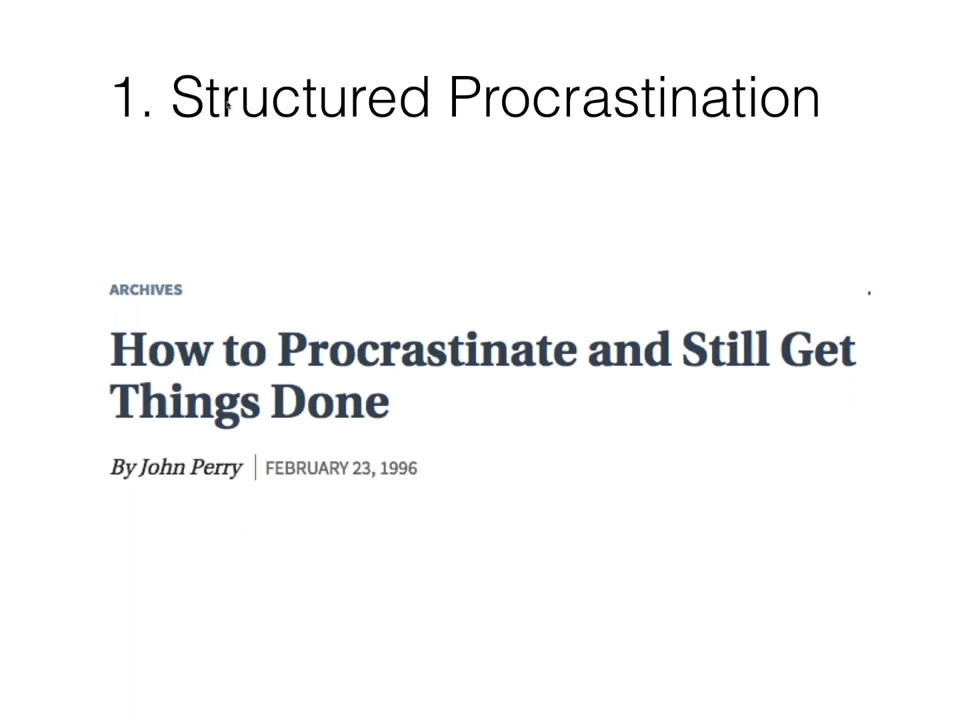 1. Structured Procrastination
ARCHIVES
How to Procrastinate and Still Get
Things Done
By John Perry | FEBRUARY 23, 1996